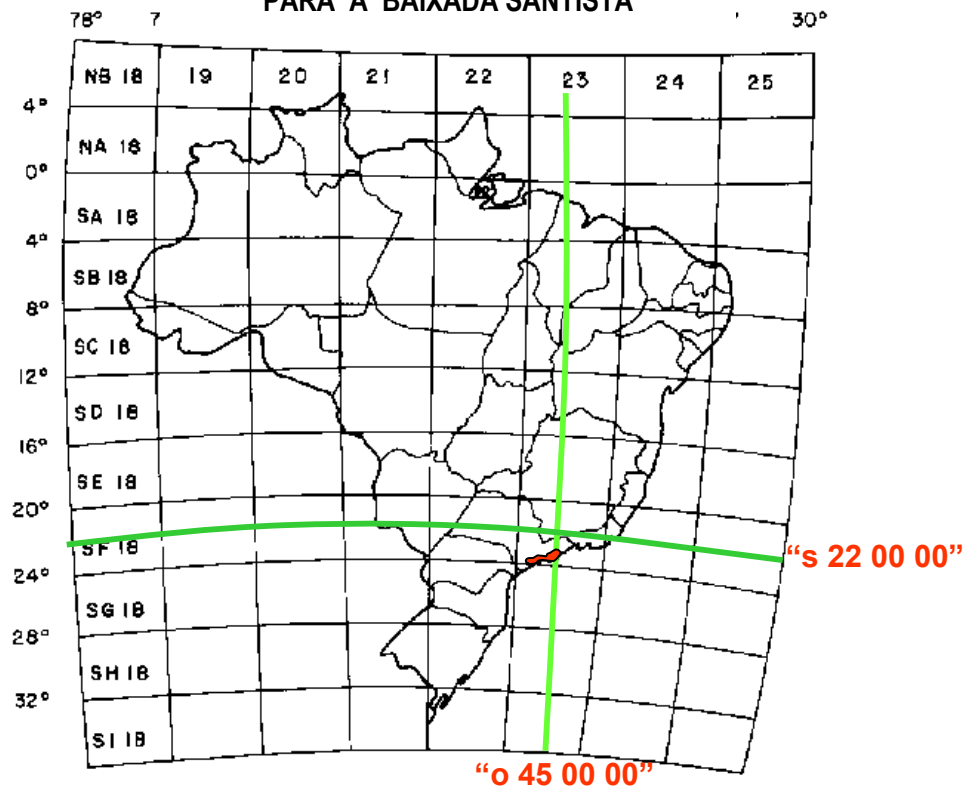 PARA A BAIXADA SANTISTA
78° 7 ' 30°
NB 18 19 20 21 22 23 24 25
4°
NA 18
0°
SA 18
4°
SB 18
8°
SC 18
12°
SD 18
16°
SE 18
20°
SF 18
“s 22 00 00”
24°
SG 18
28°
SH 18
32°
SI 18
“o 45 00 00”